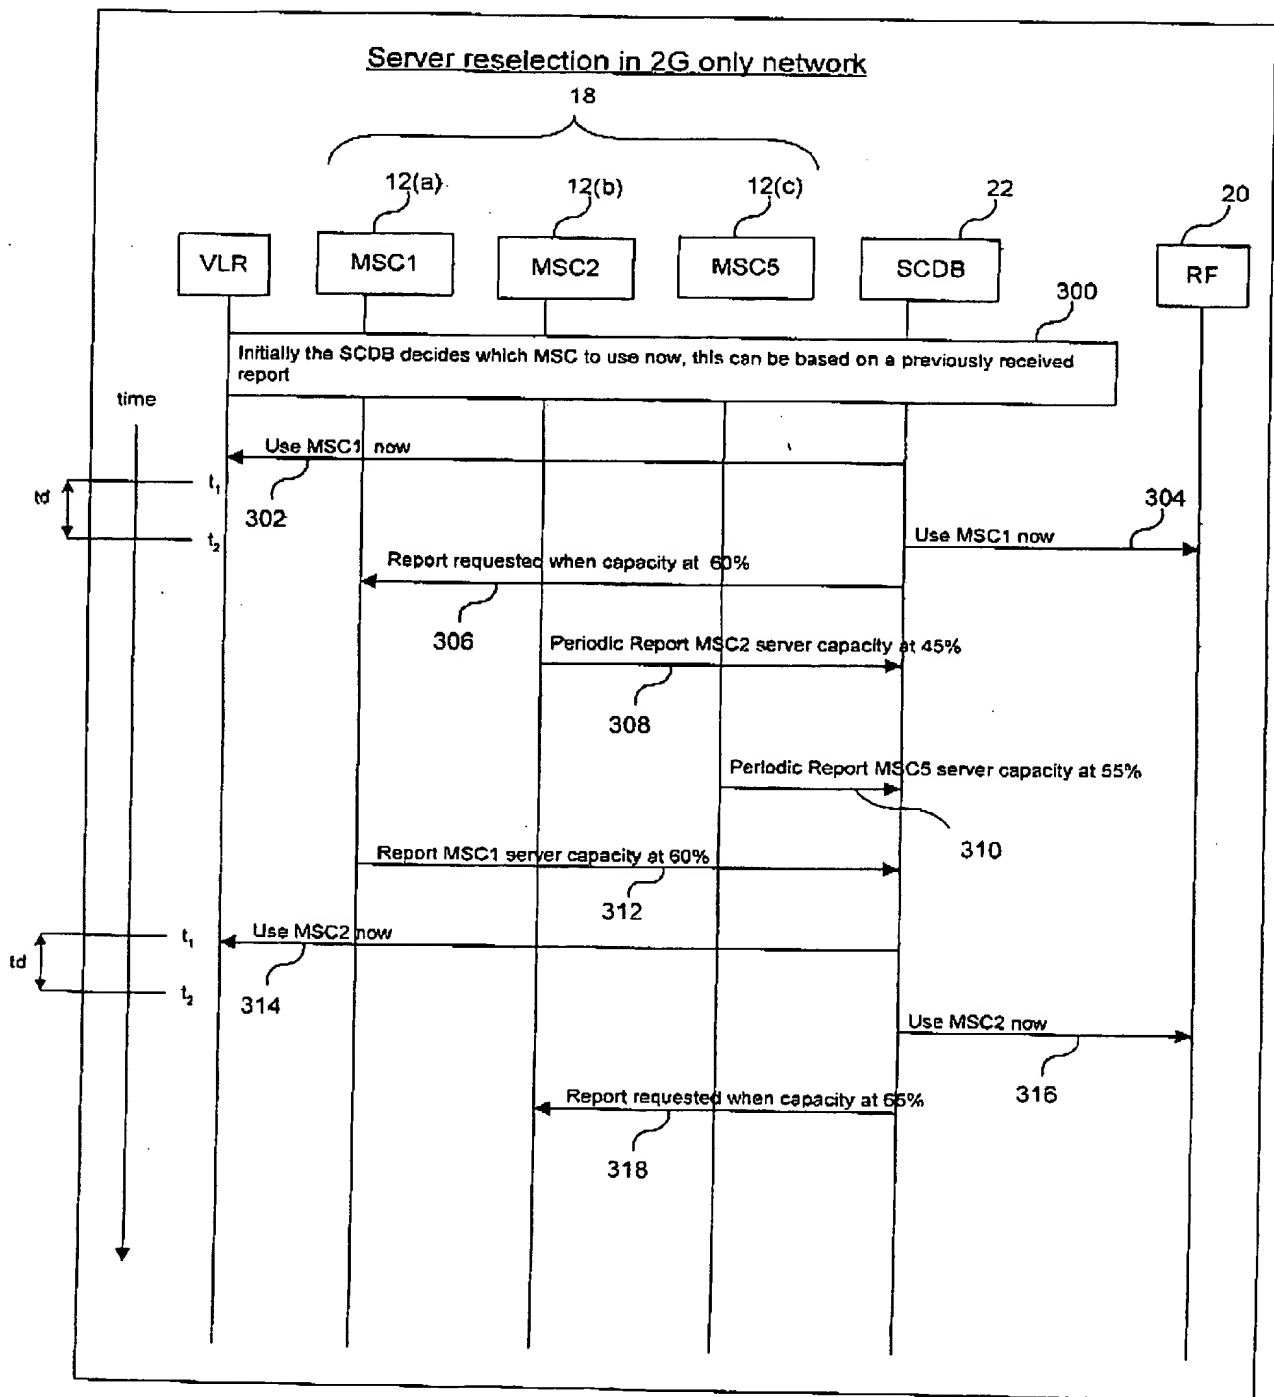 Server reselection in 2G only network
18
12(a)
12(b)
12(c)
22
20
VLR
MSC1
MSC2
MSC5
SCDB
RF
300
Initially the SCDB decides which MSC to use now, this can be based on a previously received
report
time
Use MSC1 now
t1
td
302
304
t2
Use MSC1 now
Report requested when capacity at 60%
306
Periodic Report MSC2 server capacity at 45%
308
Periodic Report MSC5 server capacity at 55%
310
Report MSC1 server capacity at 60%
312
Use MSC2 now
t1
td
t2
314
Use MSC2 now
316
Report requested when capacity at 65%
318